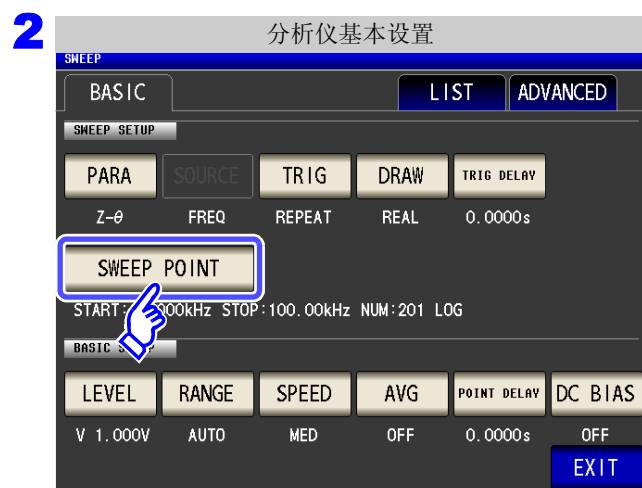 2
分析仪基本设置
SWEEP
BASIC LIST ADVANCED
SWEEP SETUP
PARA SOURCE TRIG DRAW TRIG DELAY
Z-θ FREQ REPEAT REAL 0.0000s
SWEEP POINT
START: 000kHz STOP:100.00kHz NUM:201 LOG
BASIC
LEVEL RANGE SPEED AVG POINT DELAY DC BIAS
V 1.000V AUTO MED OFF 0.0000s OFF
EXIT